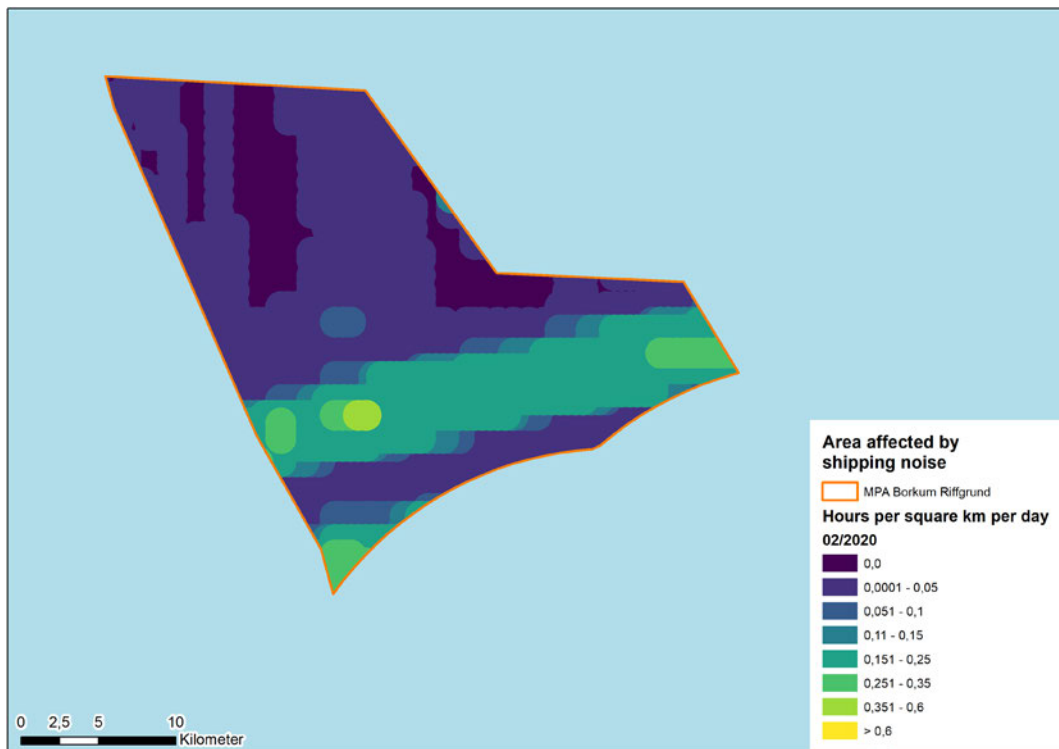 Area affected by
shipping noise
MPA Borkum Riffgrund
Hours per square km per day
02/2020
0,0
0,0001 - 0,05
0,051 - 0,1
0,11 - 0,15
0,151 - 0,25
0,251 - 0,35
0,351 - 0,6
> 0,6
0 2,5 5 10
Kilometer